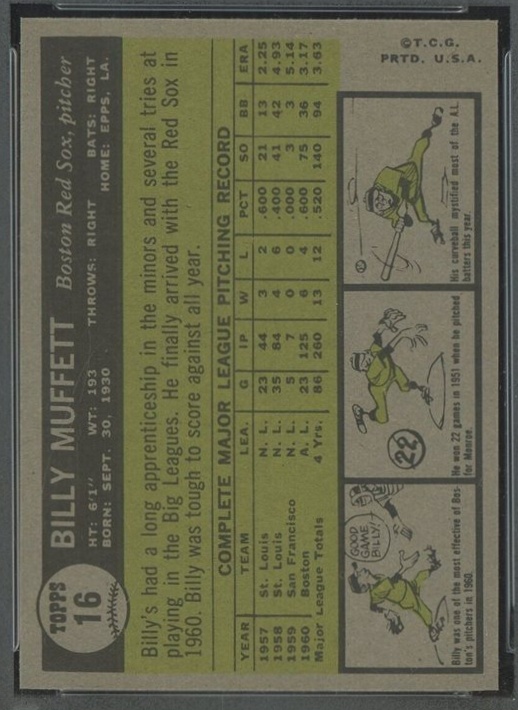 TOPPS
16
BILLY MUFFETT Boston Red Sox, pitcher
HT: 6'1" WT: 193 THROWS: RIGHT BATS: RIGHT
BORN: SEPT. 30, 1930 HOME: EPPS, LA.
Billy's had a long apprenticeship in the minors and several tries at
playing in the Big Leagues. He finally arrived with the Red Sox in
1960. Billy was tough to score against all year.
COMPLETE MAJOR LEAGUE PITCHING RECORD
YEAR TEAM LEA. G IP W L PCT SO BB ERA
1957 St. Louis N. L. 23 44 3 2 .600 21 13 2.25
1958 St. Louis N. L. 35 84 4 6 .400 41 42 4.93
1959 San Francisco N. L. 5 7 0 0 .000 3 3 5.14
1960 Boston A. L. 23 125 6 4 .600 75 36 3.17
Major League Totals 4 Yrs. 86 260 13 12 .520 140 94 3.63
GOOD
GAME
BILLY!
Billy was one of the most effective of Bos-
ton's pitchers in 1960.
22
He won 22 games in 1951 when he pitched
for Monroe.
His curveball mystified most of the A.L.
batters this year.
©T.C.G.
PRTD. U.S.A.